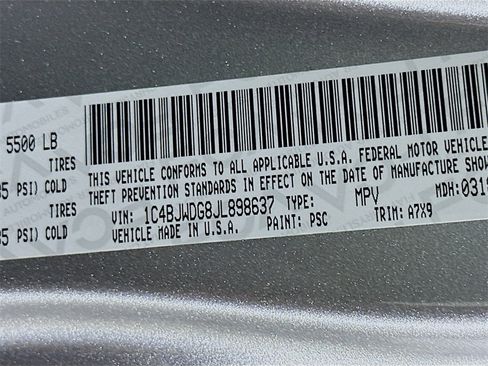 5500 LB
TIRES
PSI) COLD
TIRES
PSI) COLD
THIS VEHICLE CONFORMS TO ALL APPLICABLE U.S.A. FEDERAL MOTOR VEHICLE
THEFT PREVENTION STANDARDS IN EFFECT ON THE DATE OF MANUFACTURE SHOW
VIN: 1C4BJWDG8JL898637 TYPE: MPV MDH: 031
VEHICLE MADE IN U.S.A. PAINT: PSC TRIM: A7X9